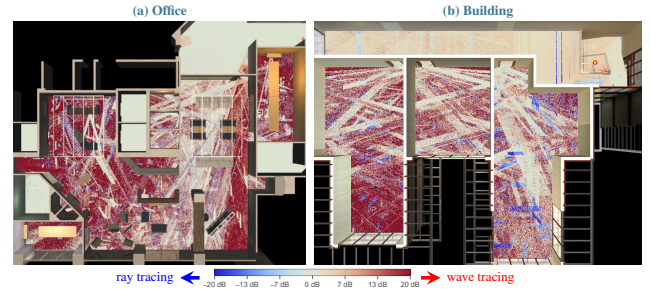 (a) Office
(b) Building
ray tracing
wave tracing
−20 dB −13 dB −7 dB 0 dB 7 dB 13 dB 20 dB